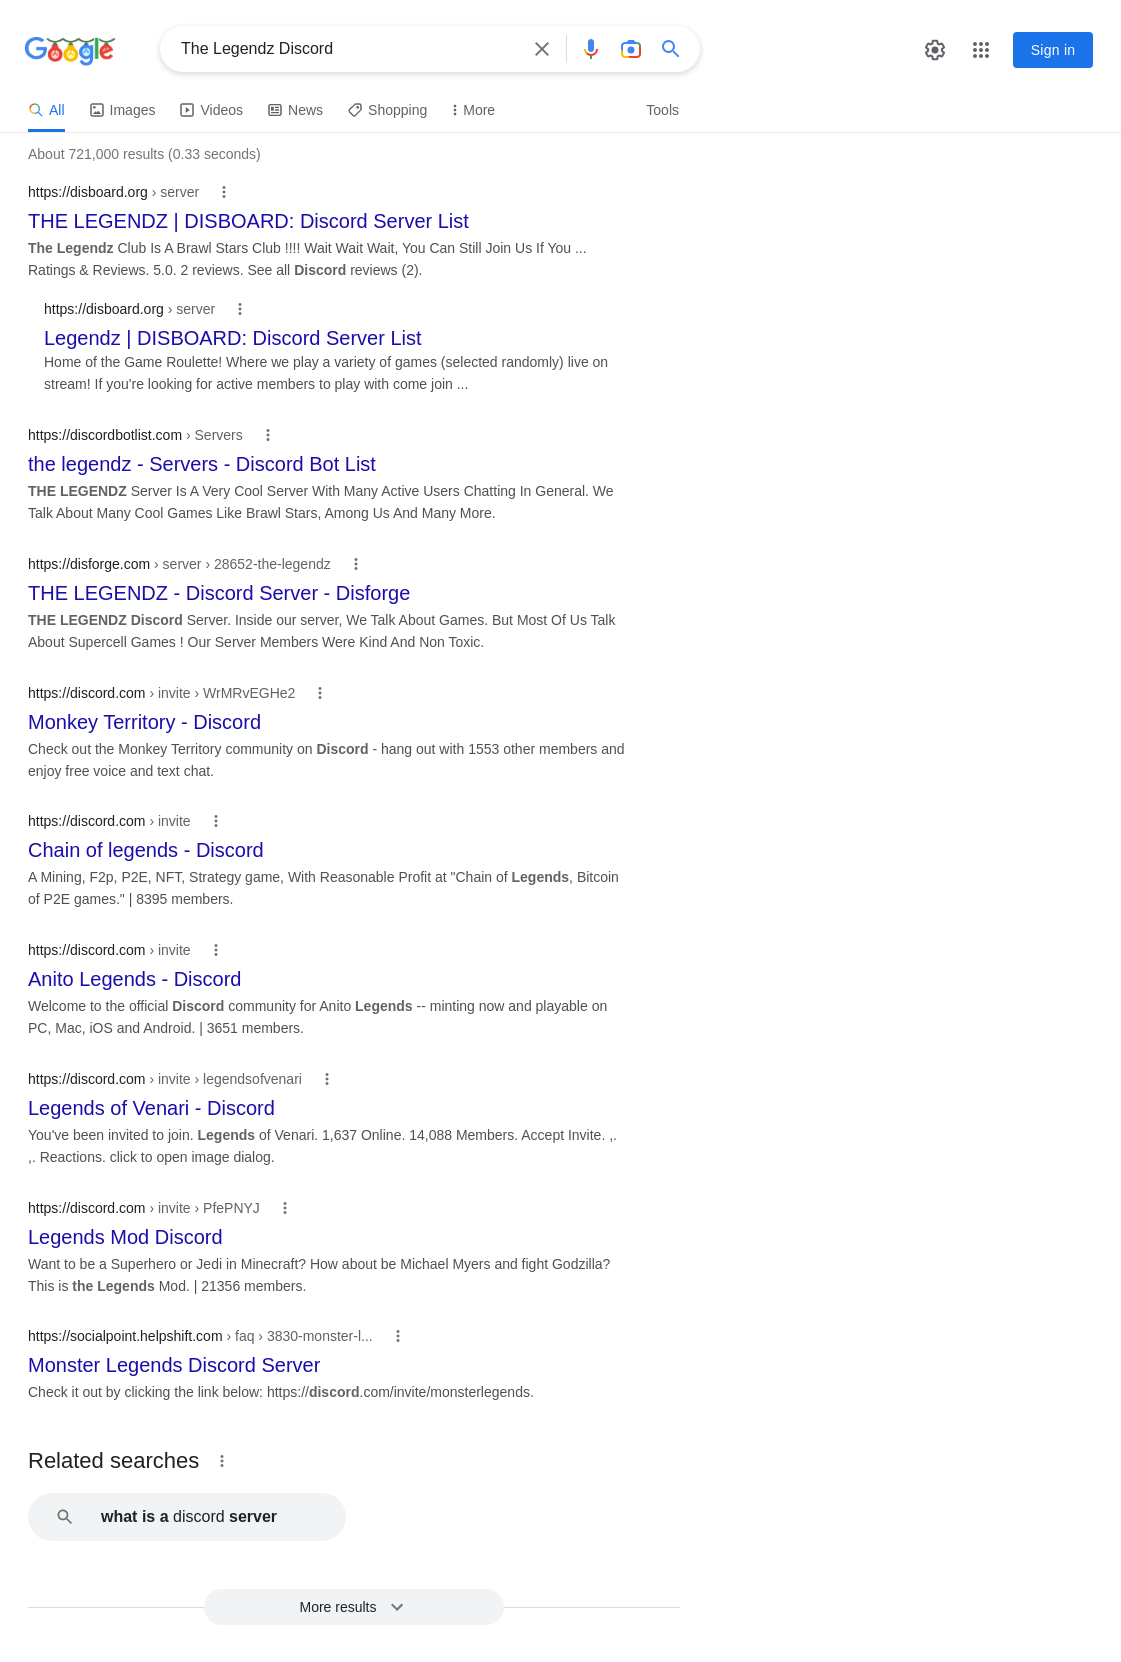 Google
The Legendz Discord
Sign in
All
Images
Videos
News
Shopping
More
Tools
About 721,000 results (0.33 seconds)
https://disboard.org › server
THE LEGENDZ | DISBOARD: Discord Server List
The Legendz Club Is A Brawl Stars Club !!!! Wait Wait Wait, You Can Still Join Us If You ...
Ratings & Reviews. 5.0. 2 reviews. See all Discord reviews (2).
https://disboard.org › server
Legendz | DISBOARD: Discord Server List
Home of the Game Roulette! Where we play a variety of games (selected randomly) live on
stream! If you're looking for active members to play with come join ...
https://discordbotlist.com › Servers
the legendz - Servers - Discord Bot List
THE LEGENDZ Server Is A Very Cool Server With Many Active Users Chatting In General. We
Talk About Many Cool Games Like Brawl Stars, Among Us And Many More.
https://disforge.com › server › 28652-the-legendz
THE LEGENDZ - Discord Server - Disforge
THE LEGENDZ Discord Server. Inside our server, We Talk About Games. But Most Of Us Talk
About Supercell Games ! Our Server Members Were Kind And Non Toxic.
https://discord.com › invite › WrMRvEGHe2
Monkey Territory - Discord
Check out the Monkey Territory community on Discord - hang out with 1553 other members and
enjoy free voice and text chat.
https://discord.com › invite
Chain of legends - Discord
A Mining, F2p, P2E, NFT, Strategy game, With Reasonable Profit at "Chain of Legends, Bitcoin
of P2E games." | 8395 members.
https://discord.com › invite
Anito Legends - Discord
Welcome to the official Discord community for Anito Legends -- minting now and playable on
PC, Mac, iOS and Android. | 3651 members.
https://discord.com › invite › legendsofvenari
Legends of Venari - Discord
You've been invited to join. Legends of Venari. 1,637 Online. 14,088 Members. Accept Invite. ,.
,. Reactions. click to open image dialog.
https://discord.com › invite › PfePNYJ
Legends Mod Discord
Want to be a Superhero or Jedi in Minecraft? How about be Michael Myers and fight Godzilla?
This is the Legends Mod. | 21356 members.
https://socialpoint.helpshift.com › faq › 3830-monster-l...
Monster Legends Discord Server
Check it out by clicking the link below: https://discord.com/invite/monsterlegends.
Related searches
what is a discord server
More results